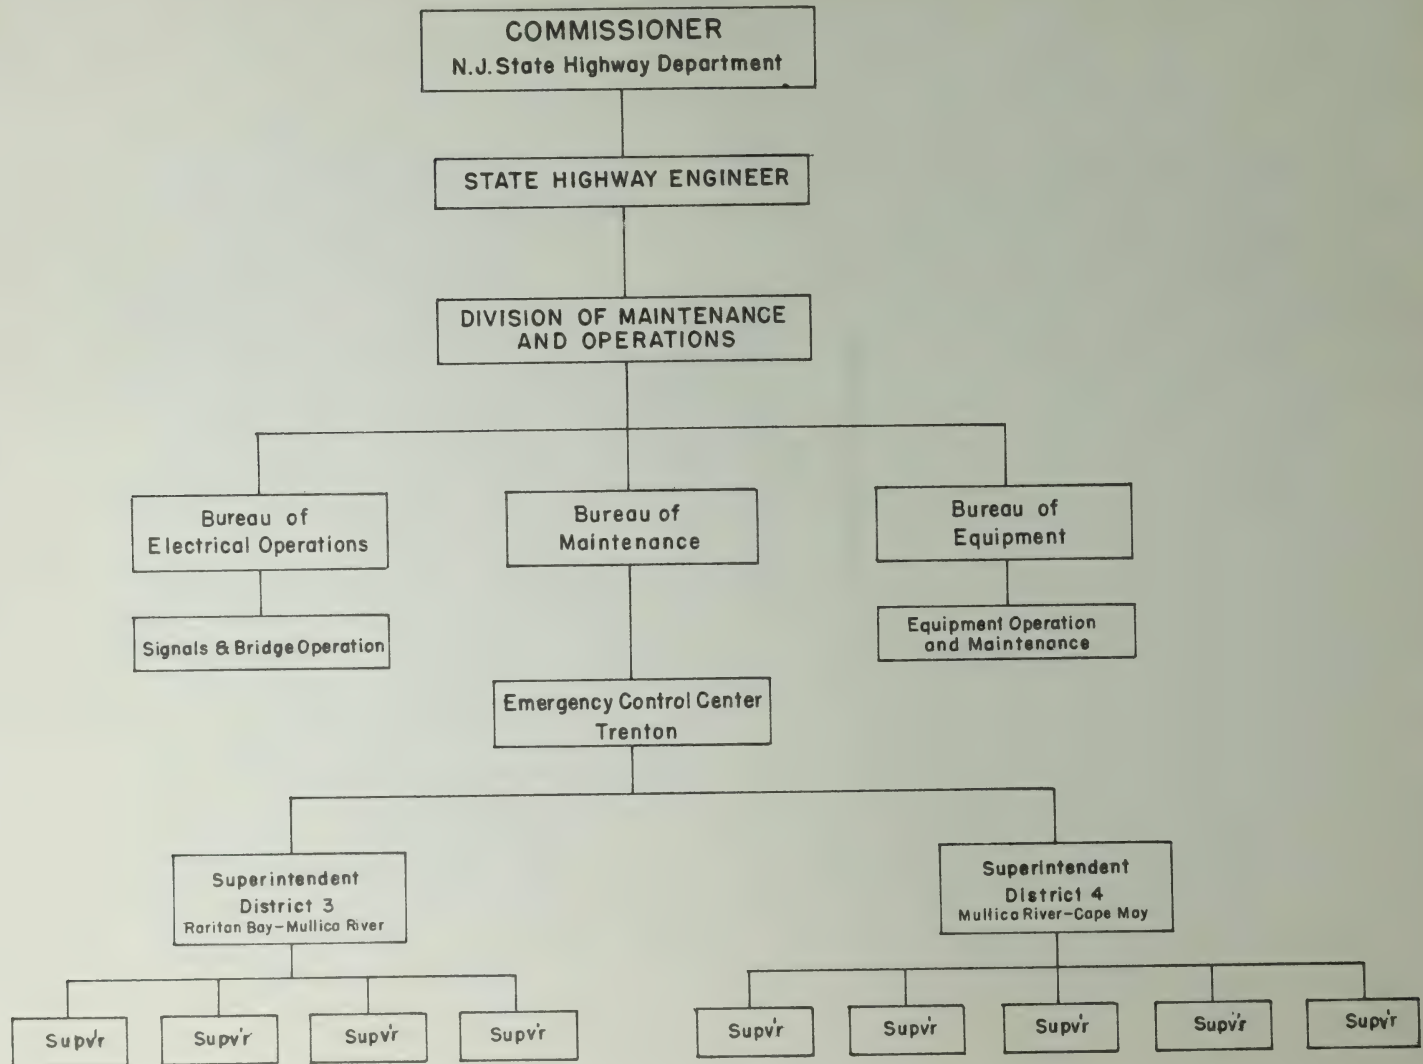 COMMISSIONER
N.J. State Highway Department
STATE HIGHWAY ENGINEER
DIVISION OF MAINTENANCE
AND OPERATIONS
Bureau of
Electrical Operations
Bureau of
Maintenance
Bureau of
Equipment
Signals & Bridge Operation
Equipment Operation
and Maintenance
Emergency Control Center
Trenton
Superintendent
District 3
Raritan Bay-Mullica River
Superintendent
District 4
Mullica River-Cape May
Supv'r
Supv'r
Supv'r
Supv'r
Supv'r
Supv'r
Supv'r
Supv'r
Supv'r